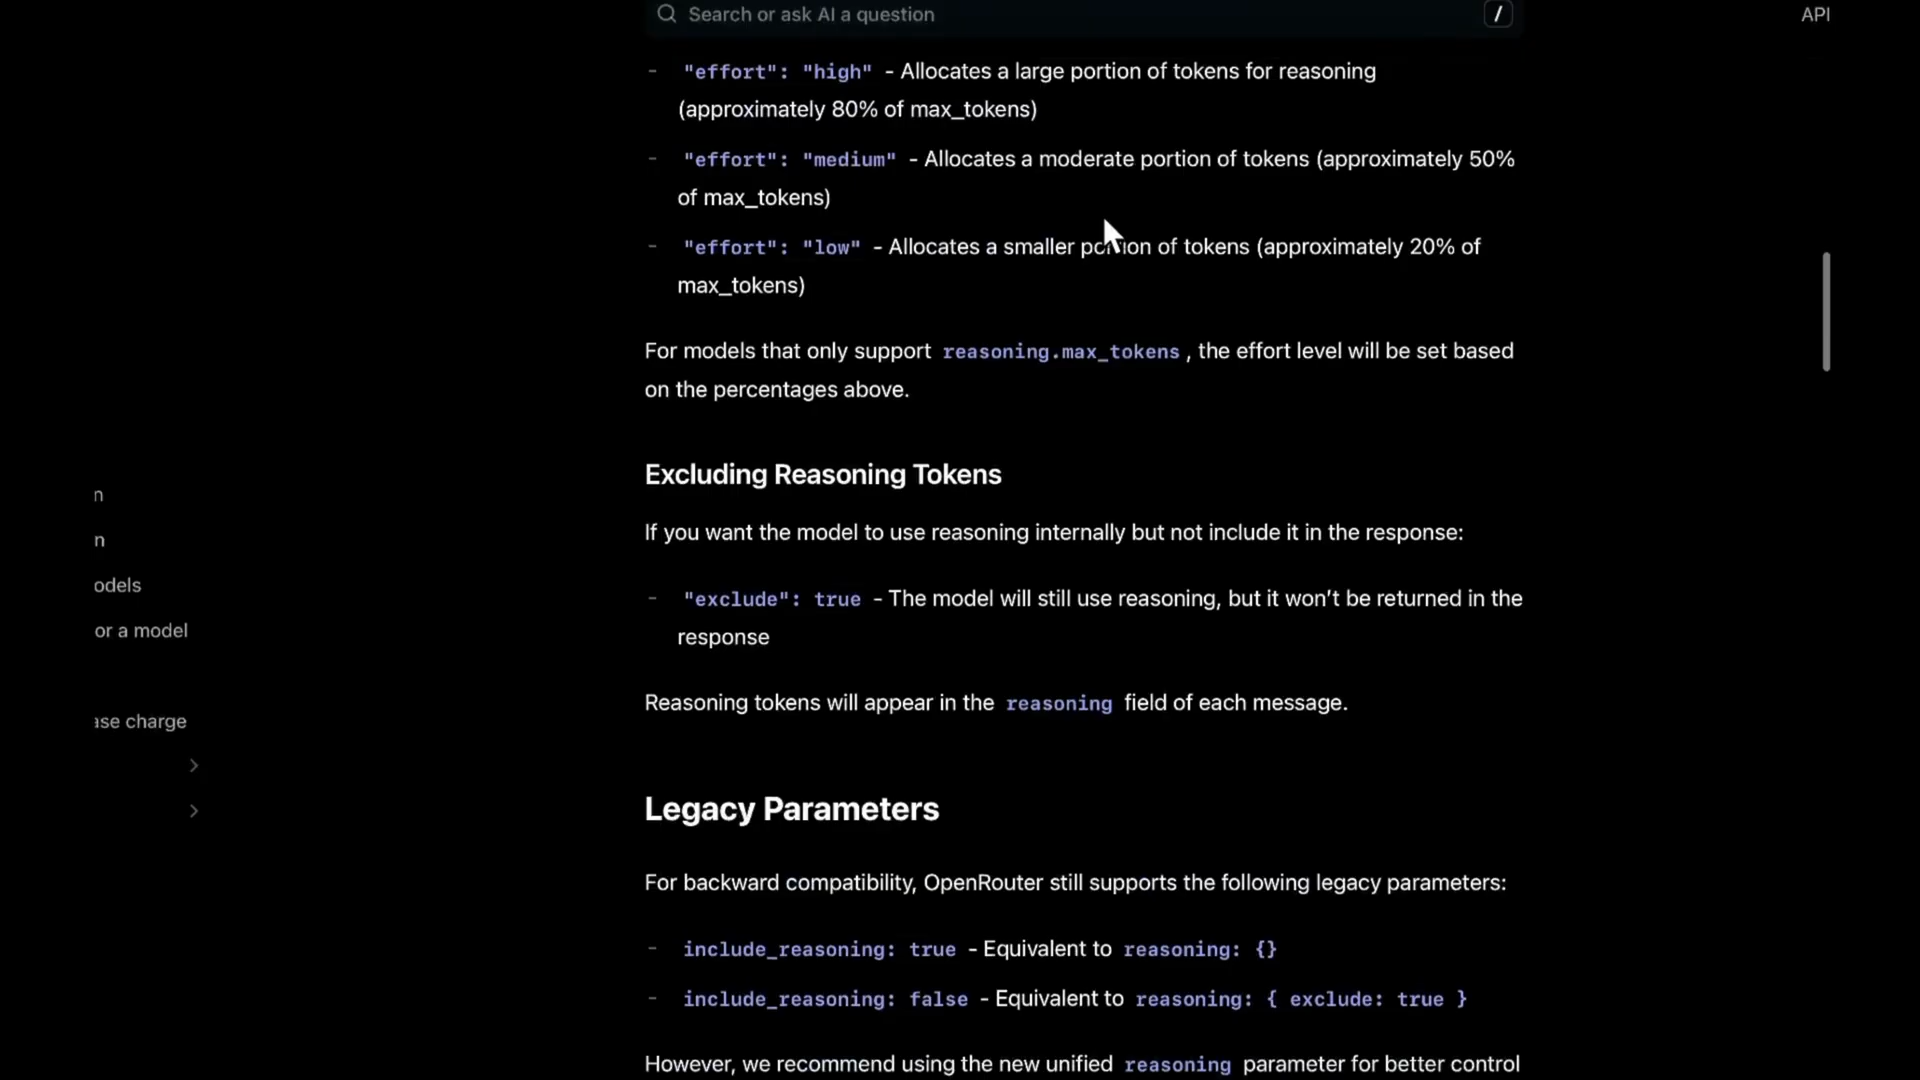 Search or ask AI a question
/
API
- "effort": "high" - Allocates a large portion of tokens for reasoning
(approximately 80% of max_tokens)
- "effort": "medium" - Allocates a moderate portion of tokens (approximately 50%
of max_tokens)
- "effort": "low" - Allocates a smaller portion of tokens (approximately 20% of
max_tokens)
For models that only support reasoning.max_tokens, the effort level will be set based
on the percentages above.
Excluding Reasoning Tokens
If you want the model to use reasoning internally but not include it in the response:
- "exclude": true - The model will still use reasoning, but it won’t be returned in the
response
Reasoning tokens will appear in the reasoning field of each message.
Legacy Parameters
For backward compatibility, OpenRouter still supports the following legacy parameters:
- include_reasoning: true - Equivalent to reasoning: {}
- include_reasoning: false - Equivalent to reasoning: { exclude: true }
However, we recommend using the new unified reasoning parameter for better control
n
n
odels
or a model
ase charge